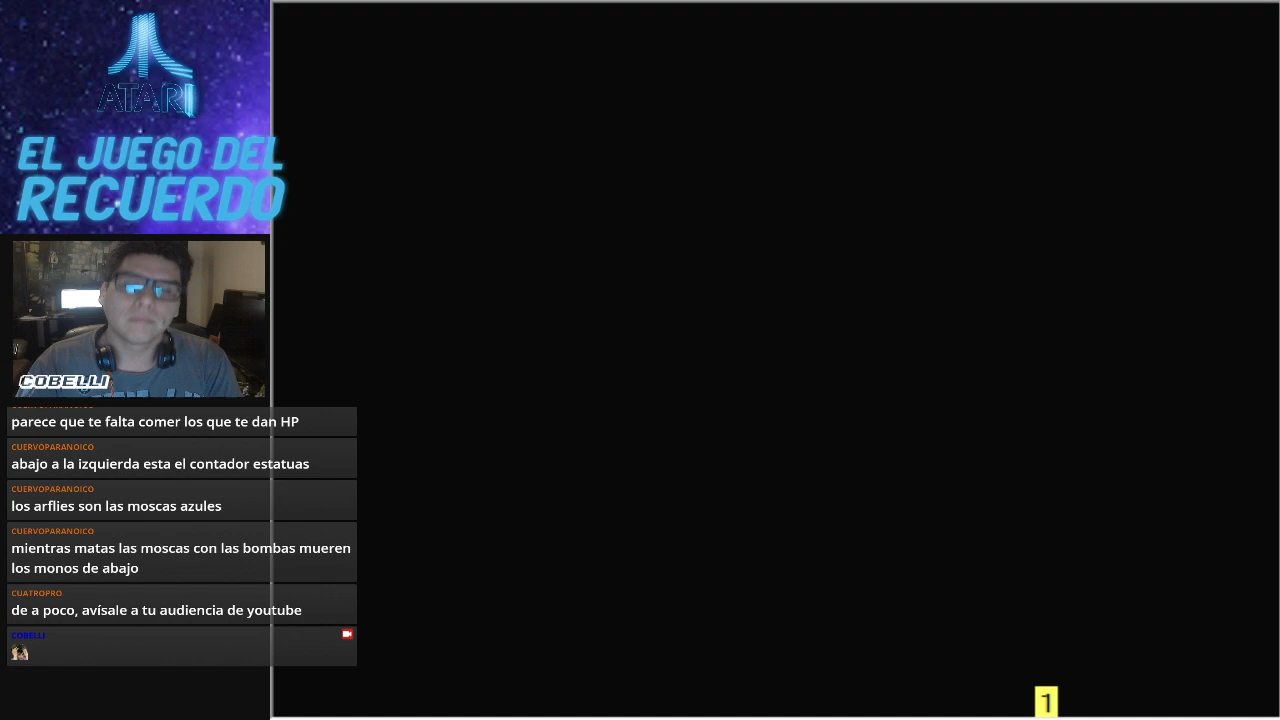 ATARI
EL JUEGO DEL
RECUERDO
COBELLI
parece que te falta comer los que te dan HP
CUERVOPARANOICO
abajo a la izquierda esta el contador estatuas
CUERVOPARANOICO
los arflies son las moscas azules
CUERVOPARANOICO
mientras matas las moscas con las bombas mueren
los monos de abajo
CUATROPRO
de a poco, avísale a tu audiencia de youtube
COBELLI
1